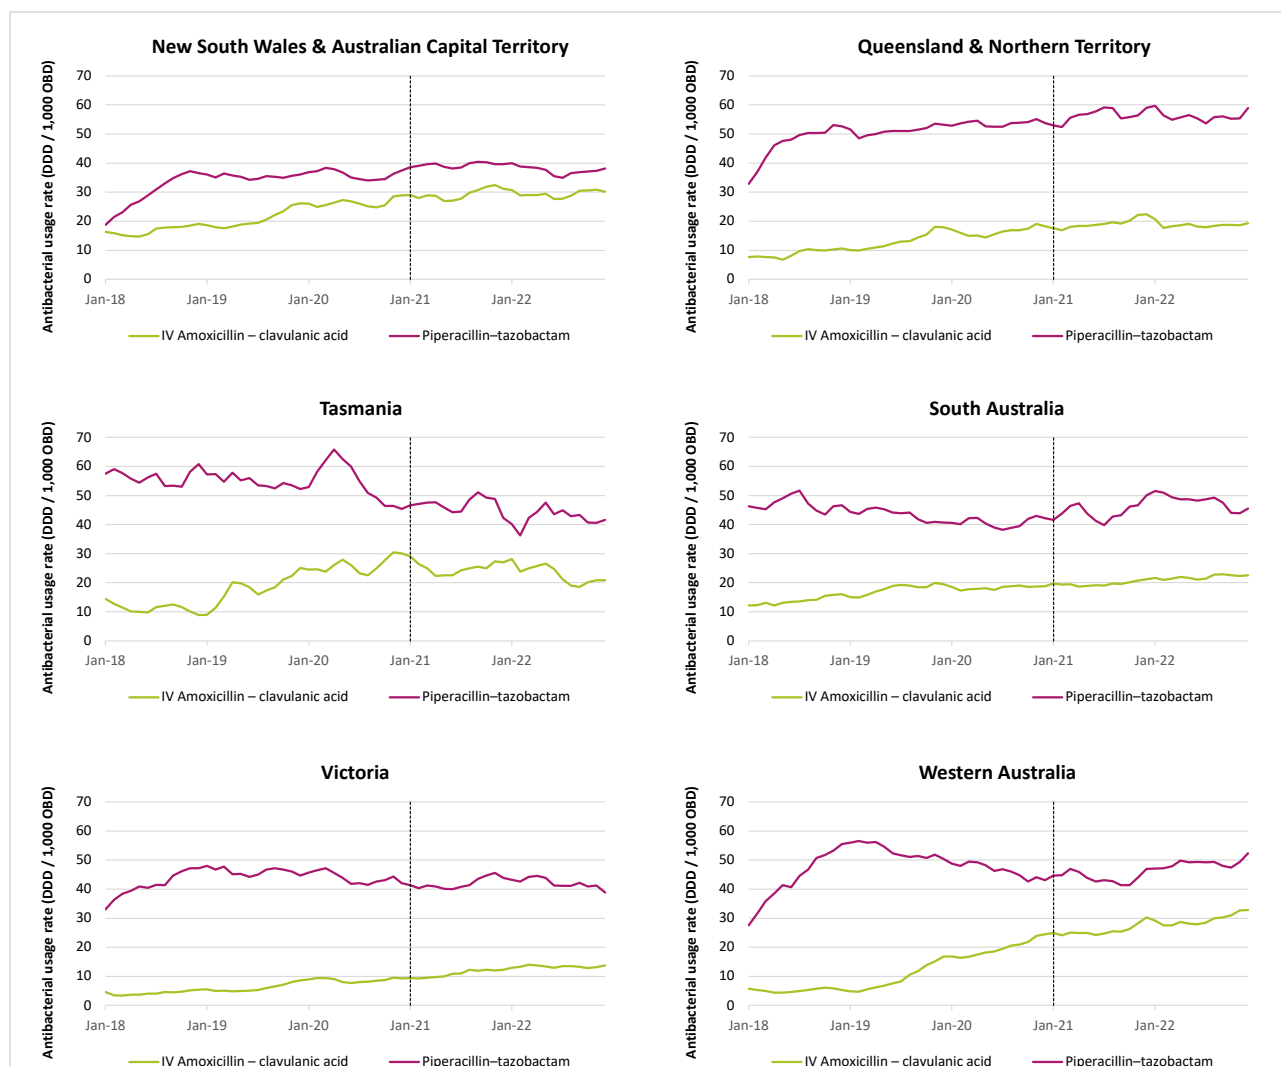 New South Wales & Australian Capital Territory
Antibacterial usage rate (DDD / 1,000 OBD)
70
60
50
40
30
20
10
0
Jan-18 Jan-19 Jan-20 Jan-21 Jan-22
IV Amoxicillin – clavulanic acid Piperacillin–tazobactam
Queensland & Northern Territory
Antibacterial usage rate (DDD / 1,000 OBD)
70
60
50
40
30
20
10
0
Jan-18 Jan-19 Jan-20 Jan-21 Jan-22
IV Amoxicillin – clavulanic acid Piperacillin–tazobactam
Tasmania
Antibacterial usage rate (DDD / 1,000 OBD)
70
60
50
40
30
20
10
0
Jan-18 Jan-19 Jan-20 Jan-21 Jan-22
IV Amoxicillin – clavulanic acid Piperacillin–tazobactam
South Australia
Antibacterial usage rate (DDD / 1,000 OBD)
70
60
50
40
30
20
10
0
Jan-18 Jan-19 Jan-20 Jan-21 Jan-22
IV Amoxicillin – clavulanic acid Piperacillin–tazobactam
Victoria
Antibacterial usage rate (DDD / 1,000 OBD)
70
60
50
40
30
20
10
0
Jan-18 Jan-19 Jan-20 Jan-21 Jan-22
IV Amoxicillin – clavulanic acid Piperacillin–tazobactam
Western Australia
Antibacterial usage rate (DDD / 1,000 OBD)
70
60
50
40
30
20
10
0
Jan-18 Jan-19 Jan-20 Jan-21 Jan-22
IV Amoxicillin – clavulanic acid Piperacillin–tazobactam